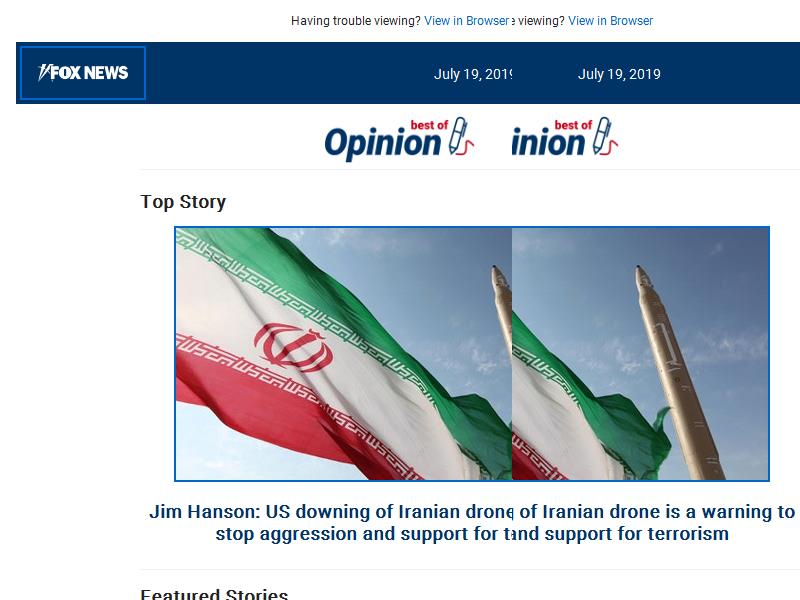 Having trouble viewing? View in Browser e viewing? View in Browser
FOX NEWS
July 19, 2019 July 19, 2019
best of best of
Opinion inion
Top Story
Jim Hanson: US downing of Iranian drone of Iranian drone is a warning to
stop aggression and support for t and support for terrorism
Featured Stories